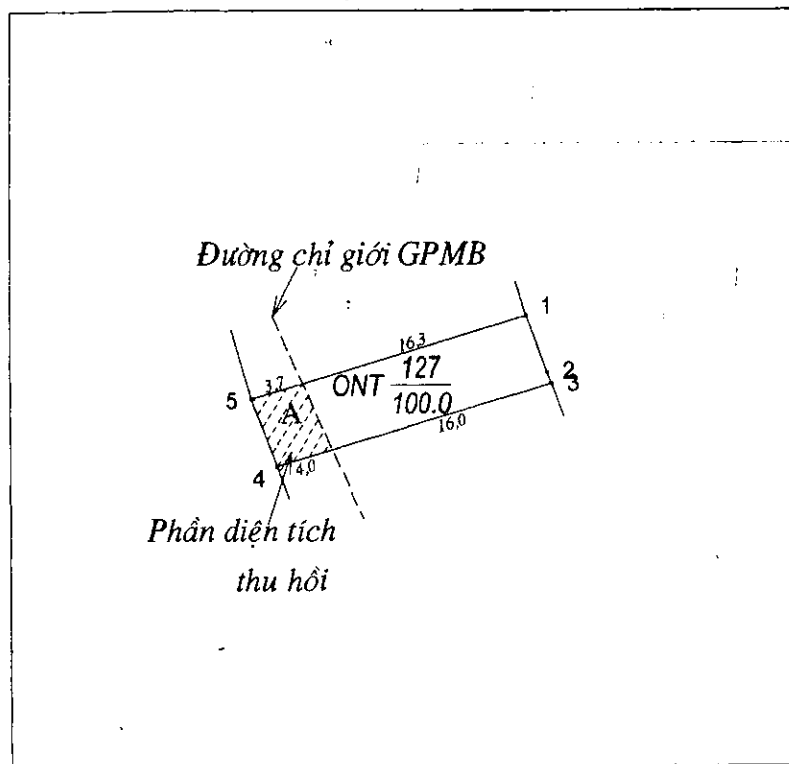 Đường chỉ giới GPMB
1
16,3
2
3
3,7
ONT 127
100.0
5
A
16,0
4
4,0
Phần diện tích
thu hồi